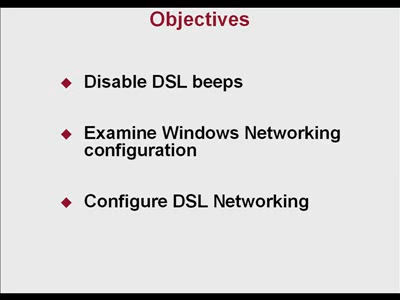 Objectives
Disable DSL beeps
Examine Windows Networking
configuration
Configure DSL Networking